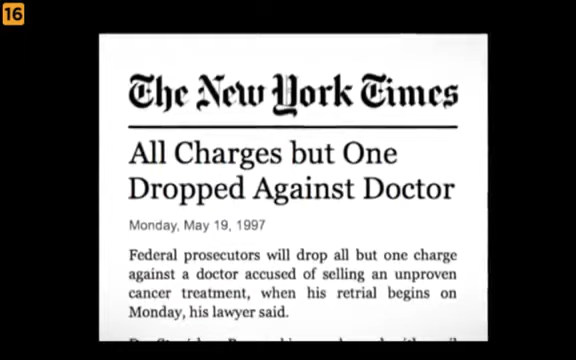 16
The New York Times
All Charges but One
Dropped Against Doctor
Monday, May 19, 1997
Federal prosecutors will drop all but one charge
against a doctor accused of selling an unproven
cancer treatment, when his retrial begins on
Monday, his lawyer said.